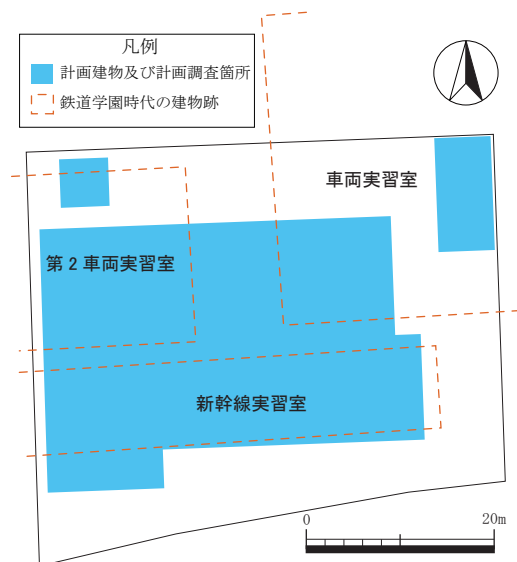 凡例
計画建物及び計画調査箇所
鉄道学園時代の建物跡
車両実習室
第2車両実習室
新幹線実習室
0 20m